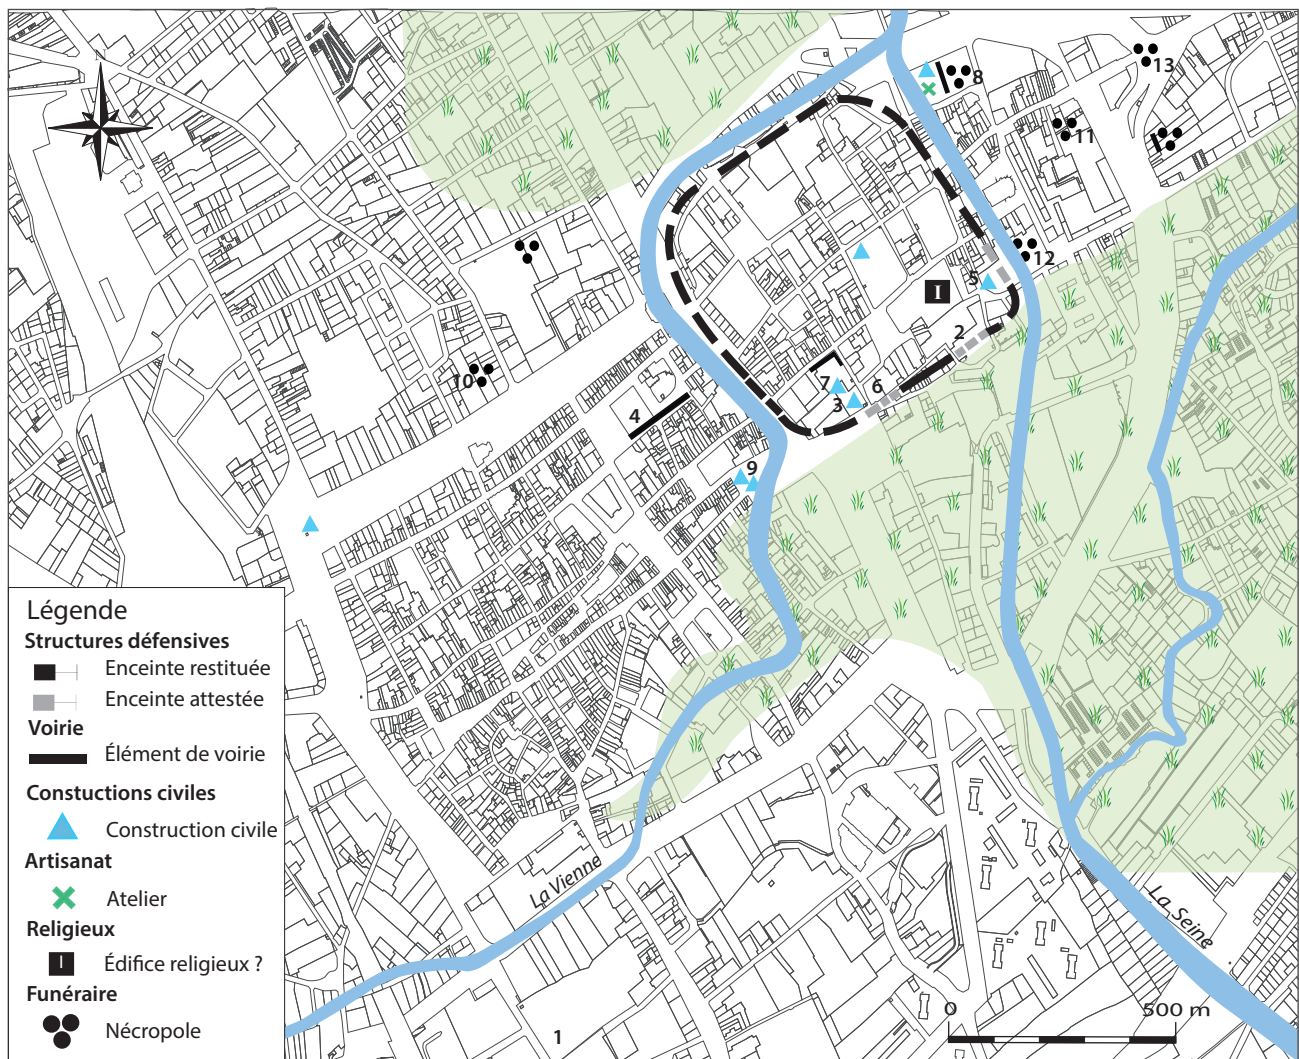 N
8
13
11
12
5
I
2
10
7
3
6
4
9
Légende
Structures défensives
Enceinte restituée
Enceinte attestée
Voirie
Élément de voirie
Constuctions civiles
Construction civile
Artisanat
Atelier
Religieux
I
Édifice religieux ?
Funéraire
Nécropole
La Vienne
La Seine
0
500 m
1